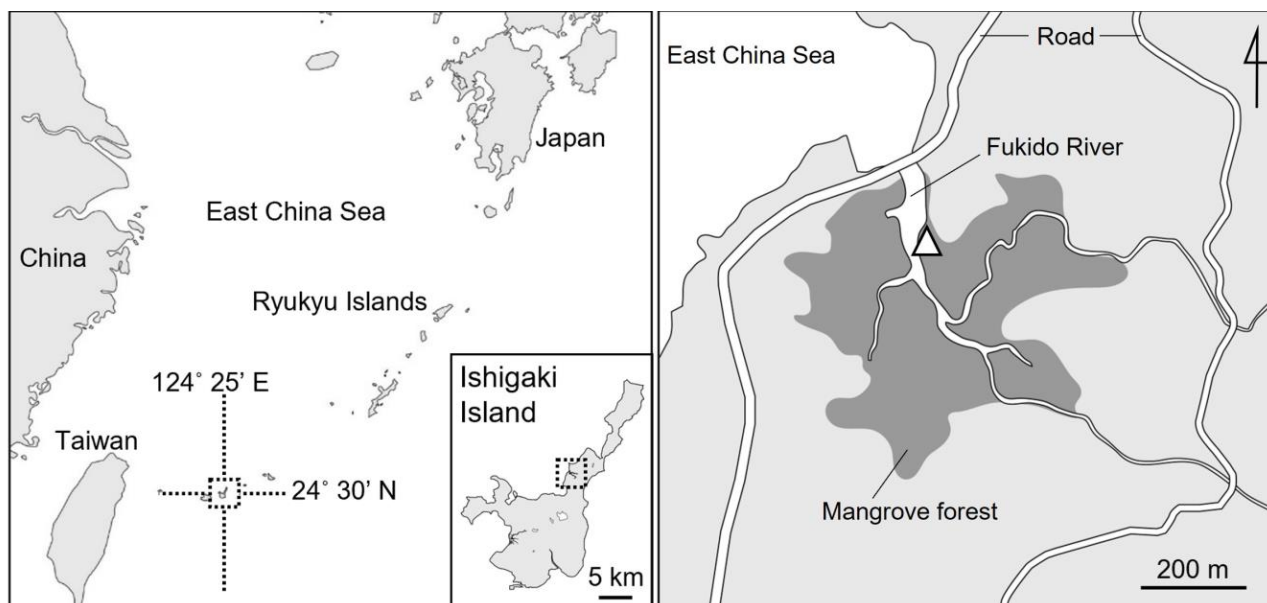 Japan
East China Sea
China
Ryukyu Islands
124˚ 25’ E
Taiwan
24˚ 30’ N
Ishigaki
Island
5 km
East China Sea
Road
Fukido River
Mangrove forest
200 m